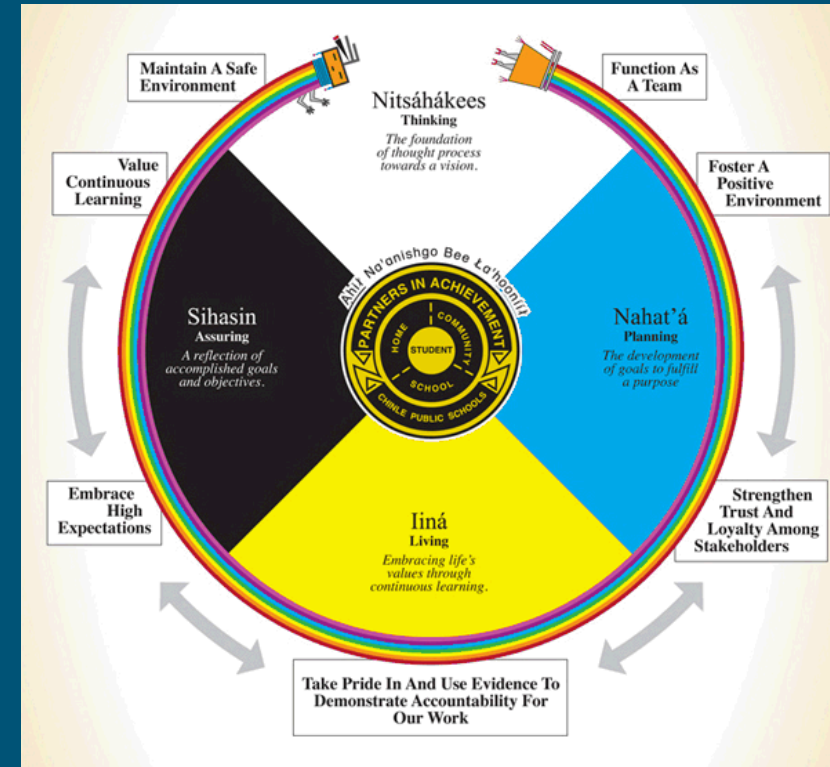 Maintain A Safe
Environment
Function As
A Team
Nitsáhákees
Thinking
The foundation
of thought process
towards a vision.
Value
Continuous
Learning
Foster A
Positive
Environment
Ahił Na'anishgo Bee Ła'hoaníít
PARTNERS IN ACHIEVEMENT
HOME
COMMUNITY
STUDENT
SCHOOL
CHINLE PUBLIC SCHOOLS
Sihasin
Assuring
A reflection of
accomplished goals
and objectives.
Nahat'á
Planning
The development
of goals to fulfill
a purpose
Embrace
High
Expectations
Strengthen
Trust And
Loyalty Among
Stakeholders
Iiná
Living
Embracing life's
values through
continuous learning.
Take Pride In And Use Evidence To
Demonstrate Accountability For
Our Work